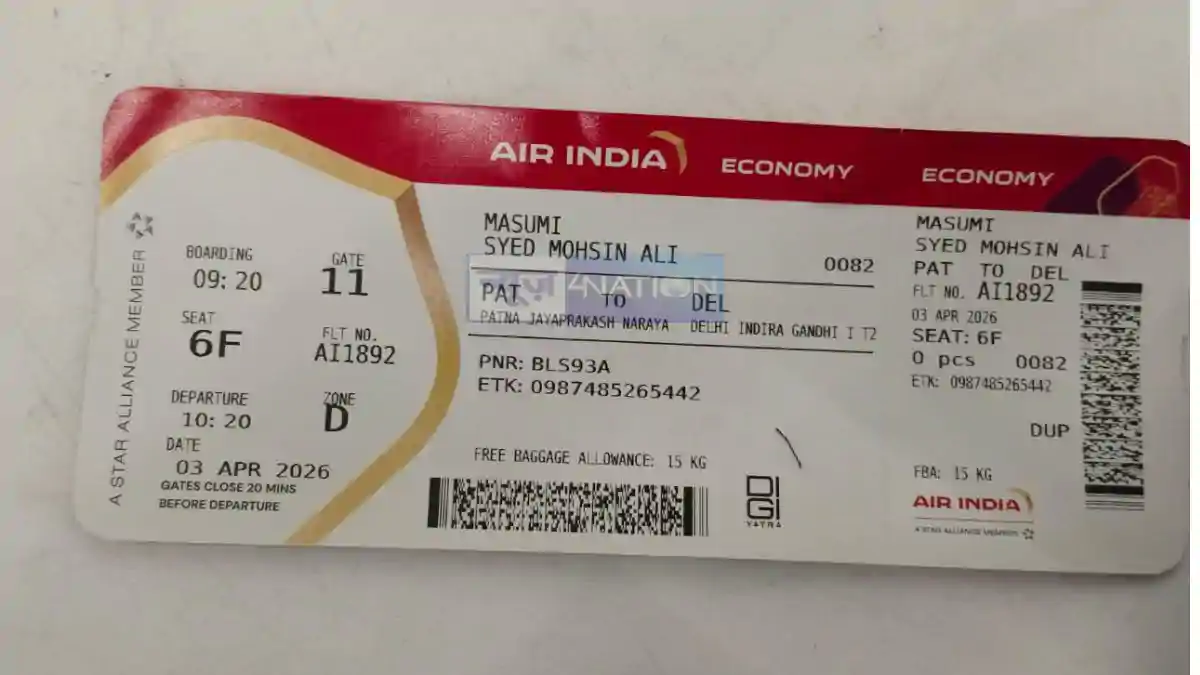 AIR INDIA
ECONOMY
ECONOMY
A STAR ALLIANCE MEMBER
BOARDING
09:20
GATE
11
SEAT
6F
FLT NO.
AI1892
DEPARTURE
10:20
ZONE
D
DATE
03 APR 2026
GATES CLOSE 20 MINS
BEFORE DEPARTURE
MASUMI
SYED MOHSIN ALI
0082
PAT TO DEL
PATNA JAYAPRAKASH NARAYA DELHI INDIRA GANDHI I T2
4NATION
PNR: BLS93A
ETK: 0987485265442
FREE BAGGAGE ALLOWANCE: 15 KG
DIGI
YATRA
MASUMI
SYED MOHSIN ALI
PAT TO DEL
FLT NO. AI1892
03 APR 2026
SEAT: 6F
0 pcs 0082
ETK: 0987485265442
DUP
FBA: 15 KG
AIR INDIA
A STAR ALLIANCE MEMBER